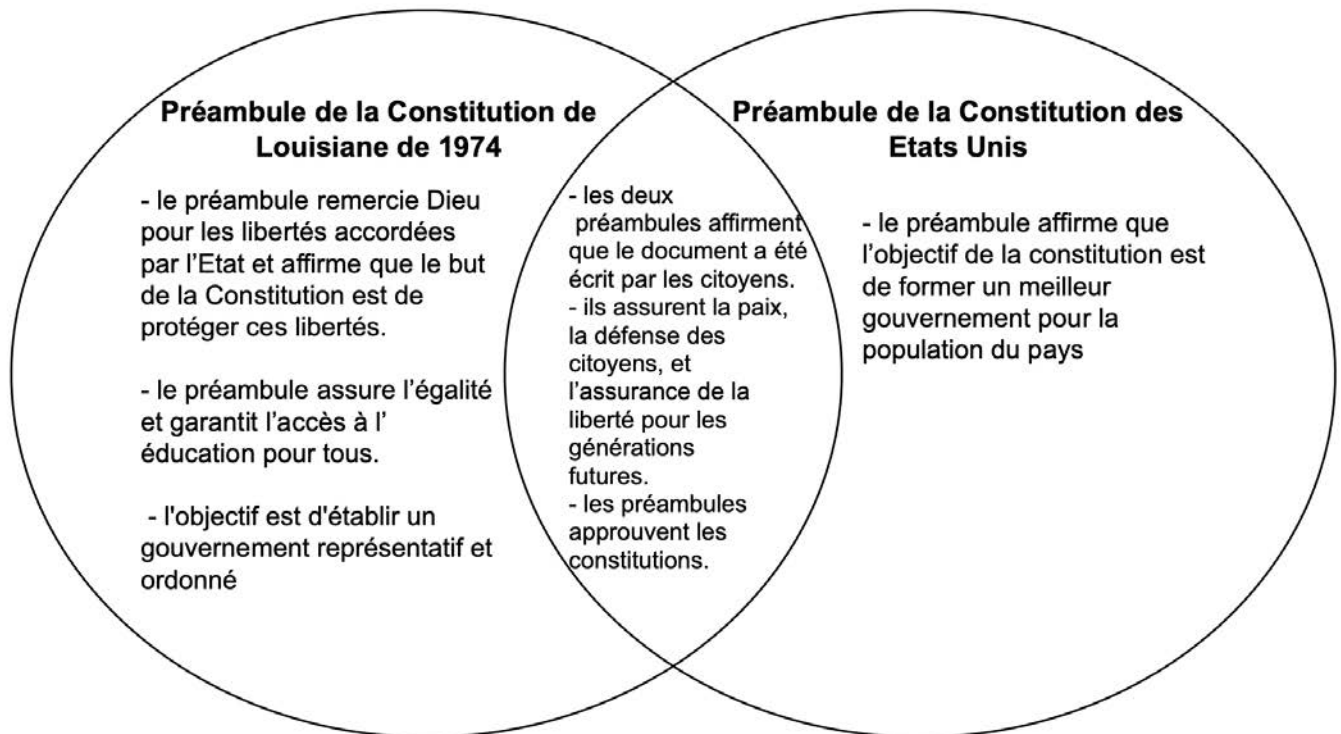 Préambule de la Constitution de
Louisiane de 1974
- le préambule remercie Dieu
pour les libertés accordées
par l'Etat et affirme que le but
de la Constitution est de
protéger ces libertés.
- le préambule assure l'égalité
et garantit l'accès à l'
éducation pour tous.
- l'objectif est d'établir un
gouvernement représentatif et
ordonné
- les deux
préambules affirment
que le document a été
écrit par les citoyens.
- ils assurent la paix,
la défense des
citoyens, et
l'assurance de la
liberté pour les
générations
futures.
- les préambules
approuvent les
constitutions.
Préambule de la Constitution des
Etats Unis
- le préambule affirme que
l'objectif de la constitution est
de former un meilleur
gouvernement pour la
population du pays